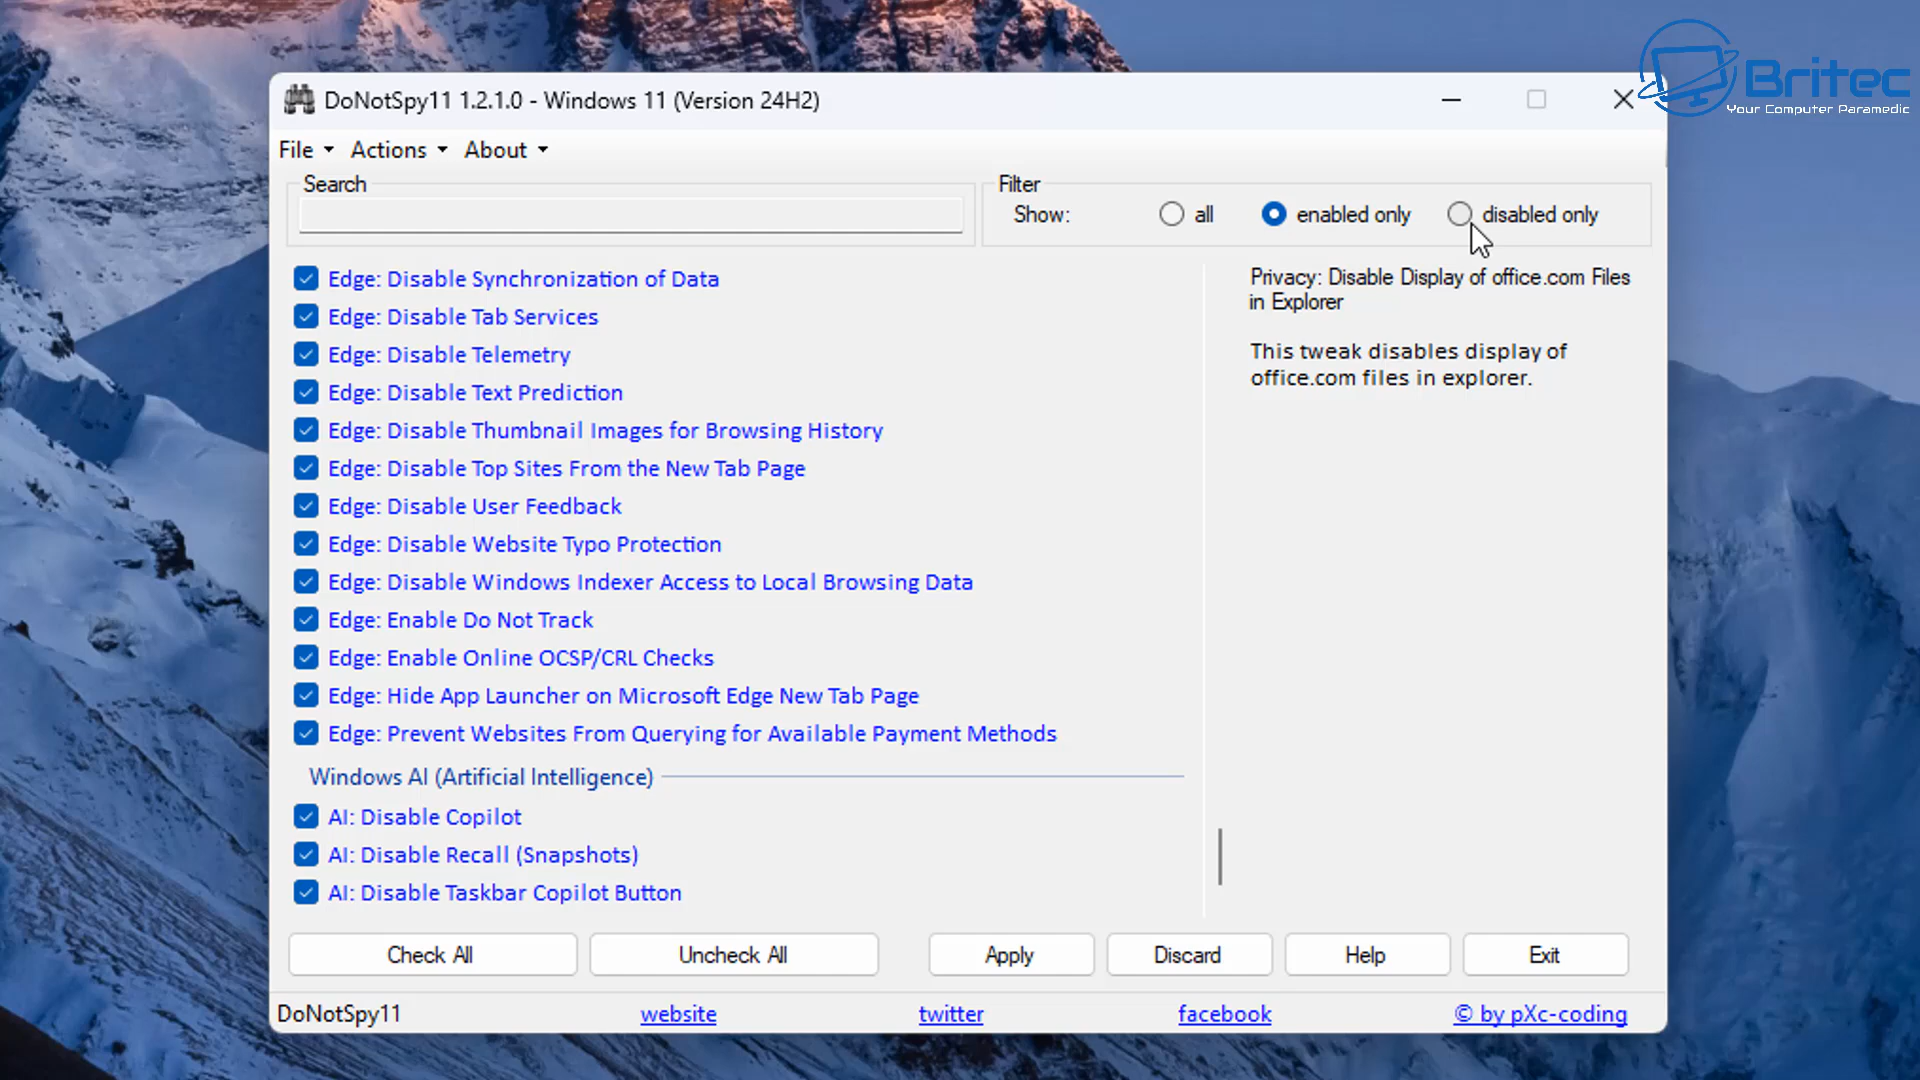 Britec
Your Computer Paramedic
DoNotSpy11 1.2.1.0 - Windows 11 (Version 24H2)
File Actions About
Search
Filter
Show: all enabled only disabled only
Edge: Disable Synchronization of Data
Edge: Disable Tab Services
Edge: Disable Telemetry
Edge: Disable Text Prediction
Edge: Disable Thumbnail Images for Browsing History
Edge: Disable Top Sites From the New Tab Page
Edge: Disable User Feedback
Edge: Disable Website Typo Protection
Edge: Disable Windows Indexer Access to Local Browsing Data
Edge: Enable Do Not Track
Edge: Enable Online OCSP/CRL Checks
Edge: Hide App Launcher on Microsoft Edge New Tab Page
Edge: Prevent Websites From Querying for Available Payment Methods
Windows AI (Artificial Intelligence)
AI: Disable Copilot
AI: Disable Recall (Snapshots)
AI: Disable Taskbar Copilot Button
Privacy: Disable Display of office.com Files
in Explorer
This tweak disables display of
office.com files in explorer.
Check All Uncheck All Apply Discard Help Exit
DoNotSpy11 website twitter facebook © by pXc-coding